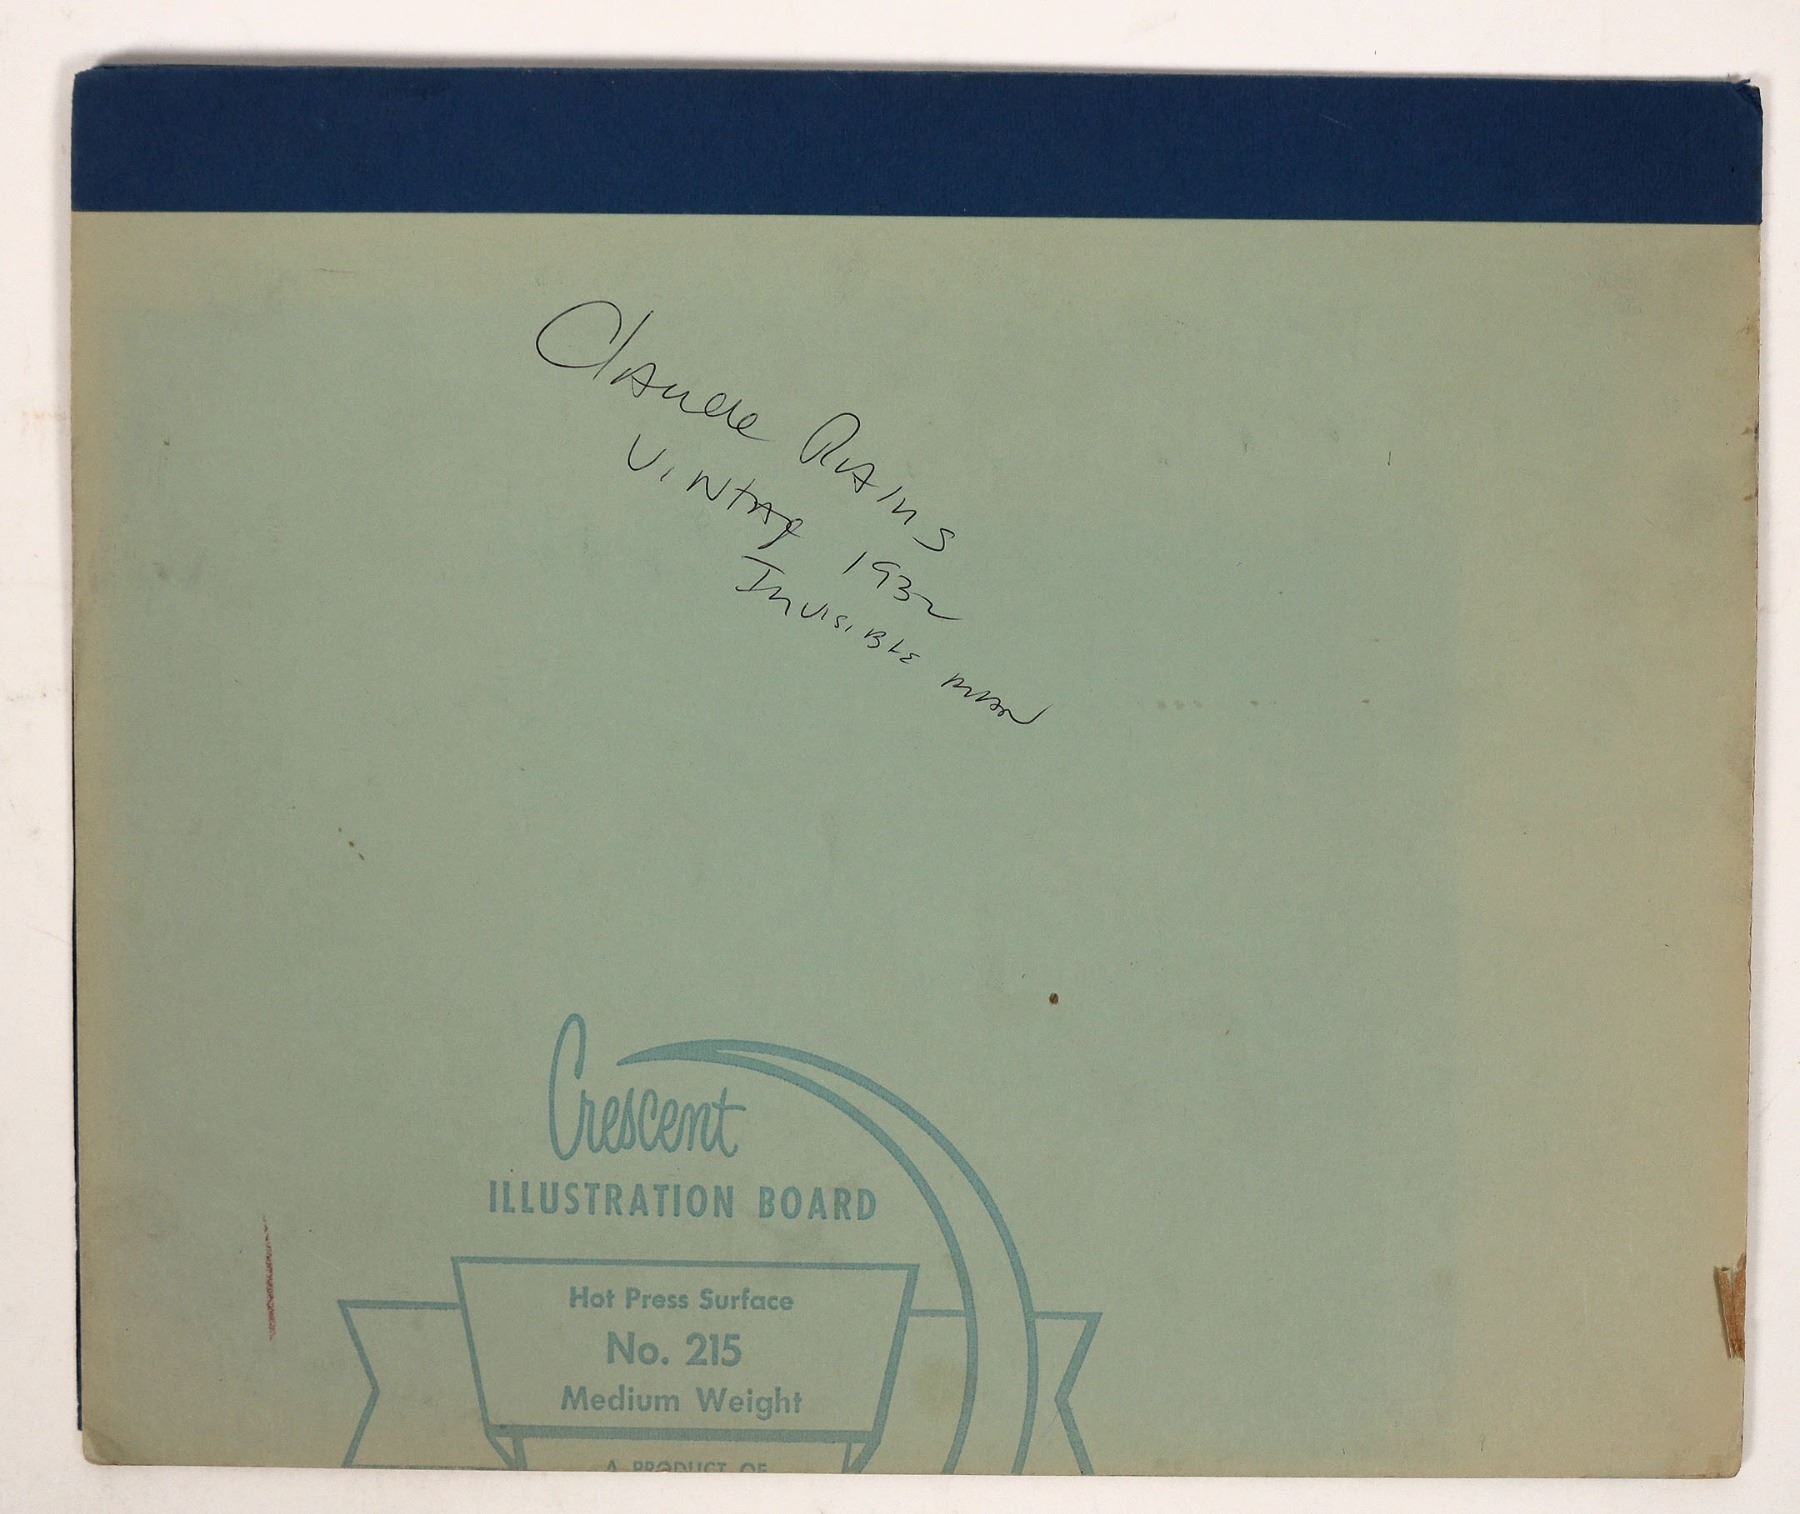 Claude Rains
Vintage 1932
Invisible Man
Crescent
ILLUSTRATION BOARD
Hot Press Surface
No. 215
Medium Weight
A PRODUCT OF